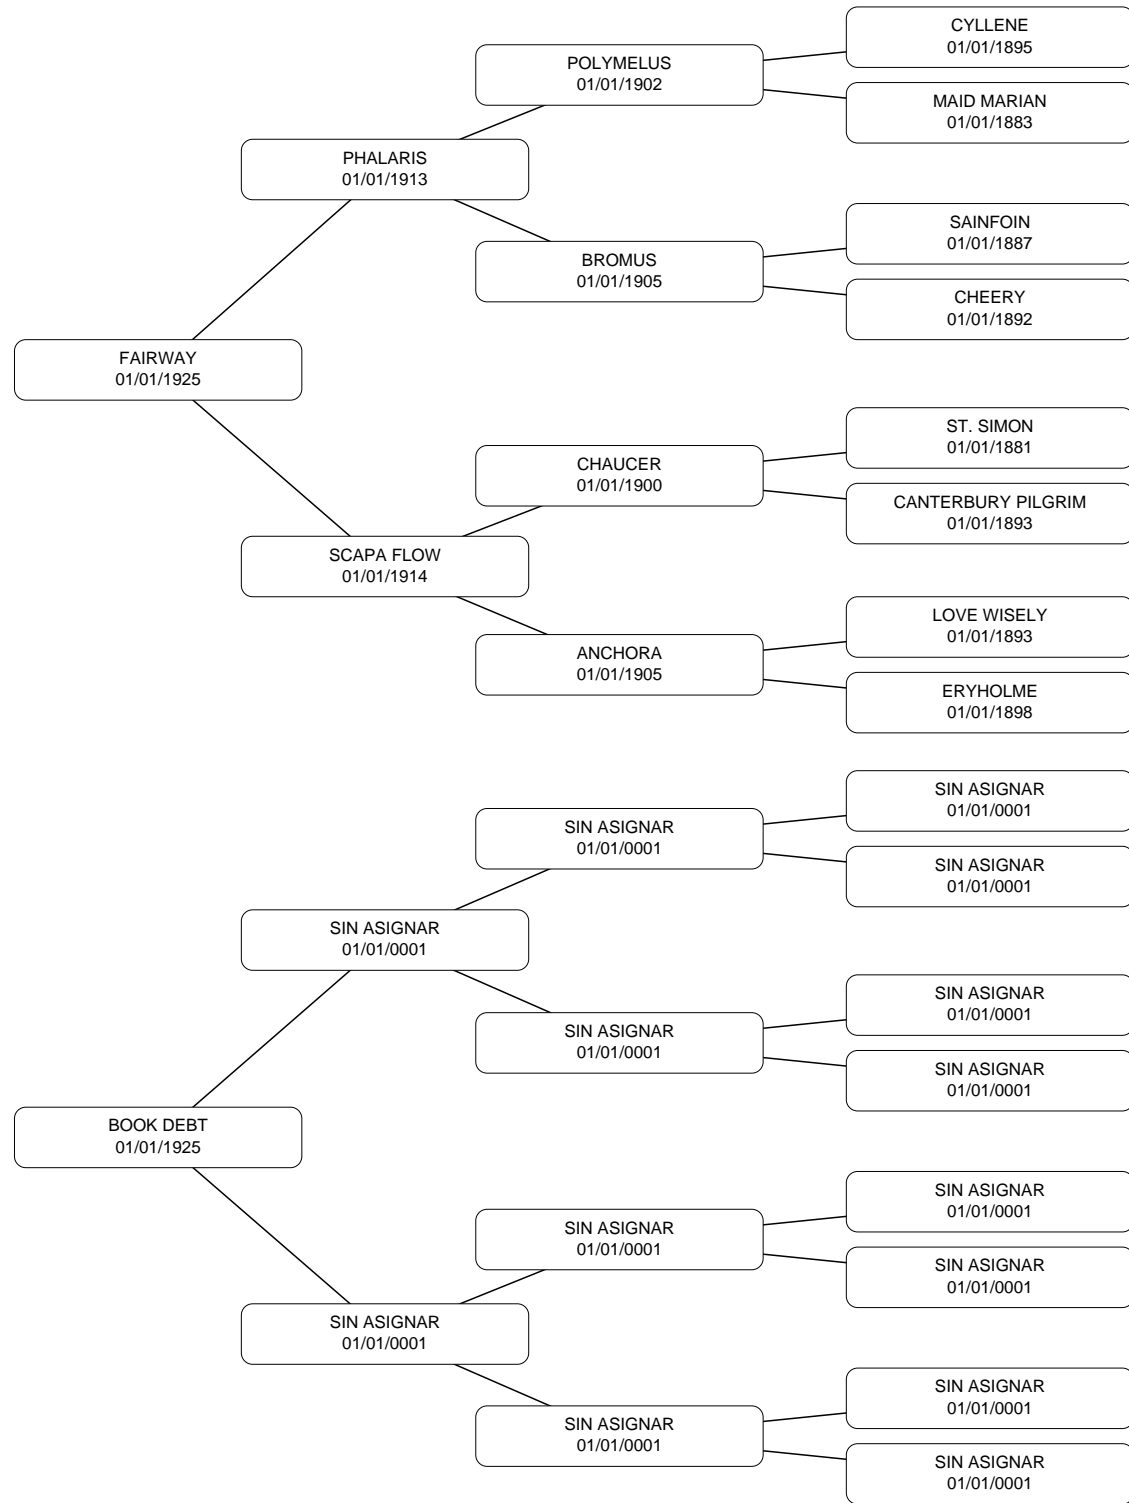 CYLLENE
01/01/1895
POLYMELUS
01/01/1902
MAID MARIAN
01/01/1883
PHALARIS
01/01/1913
SAINFOIN
01/01/1887
BROMUS
01/01/1905
CHEERY
01/01/1892
FAIRWAY
01/01/1925
ST. SIMON
01/01/1881
CHAUCER
01/01/1900
CANTERBURY PILGRIM
01/01/1893
SCAPA FLOW
01/01/1914
LOVE WISELY
01/01/1893
ANCHORA
01/01/1905
ERYHOLME
01/01/1898
SIN ASIGNAR
01/01/0001
SIN ASIGNAR
01/01/0001
SIN ASIGNAR
01/01/0001
SIN ASIGNAR
01/01/0001
SIN ASIGNAR
01/01/0001
SIN ASIGNAR
01/01/0001
SIN ASIGNAR
01/01/0001
BOOK DEBT
01/01/1925
SIN ASIGNAR
01/01/0001
SIN ASIGNAR
01/01/0001
SIN ASIGNAR
01/01/0001
SIN ASIGNAR
01/01/0001
SIN ASIGNAR
01/01/0001
SIN ASIGNAR
01/01/0001
SIN ASIGNAR
01/01/0001